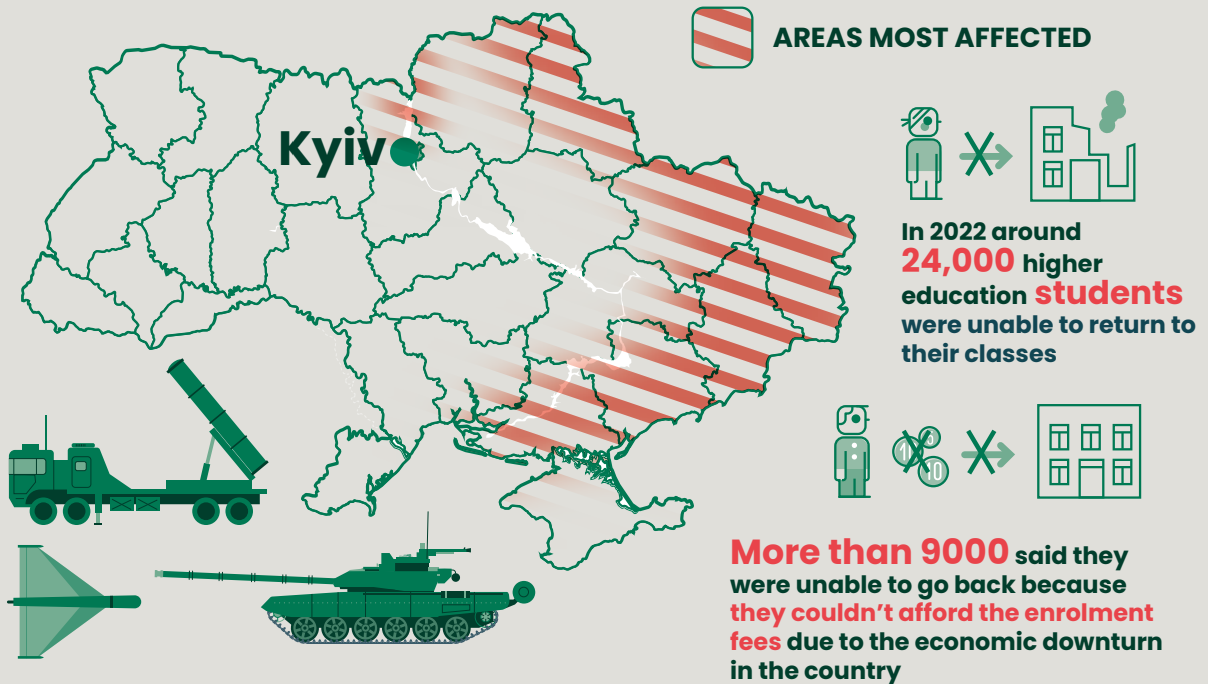 AREAS MOST AFFECTED
Kyiv
In 2022 around
24,000 higher
education students
were unable to return to
their classes
10
More than 9000 said they
were unable to go back because
they couldn't afford the enrolment
fees due to the economic downturn
in the country